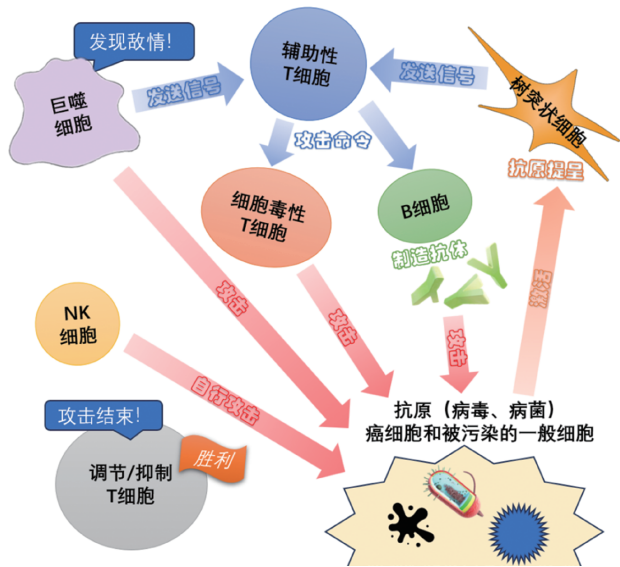 发现敌情!
巨噬
细胞
发送信号
辅助性
T细胞
发送信号
树突状细胞
抗原提呈
攻击命令
细胞毒性
T细胞
B细胞
制造抗体
NK
细胞
攻击
攻击
攻击
激活
自行攻击
攻击结束!
胜利
调节/抑制
T细胞
抗原（病毒、病菌）
癌细胞和被污染的一般细胞